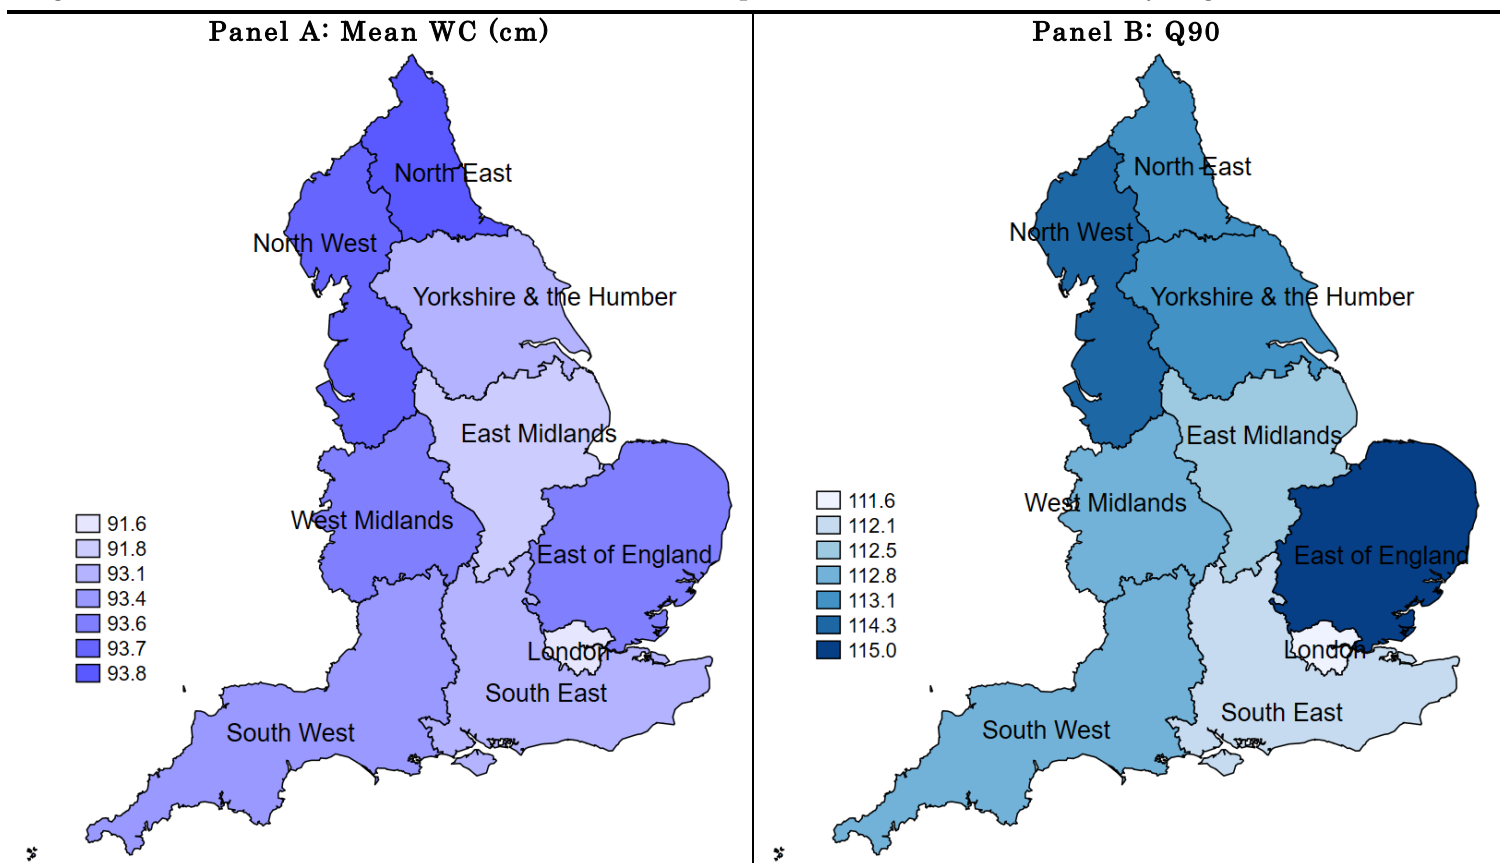 Panel A: Mean WC (cm)
North East
North West
Yorkshire & the Humber
East Midlands
West Midlands
East of England
London
South East
South West
91.6
91.8
93.1
93.4
93.6
93.7
93.8
Panel B: Q90
North East
North West
Yorkshire & the Humber
East Midlands
West Midlands
East of England
London
South East
South West
111.6
112.1
112.5
112.8
113.1
114.3
115.0